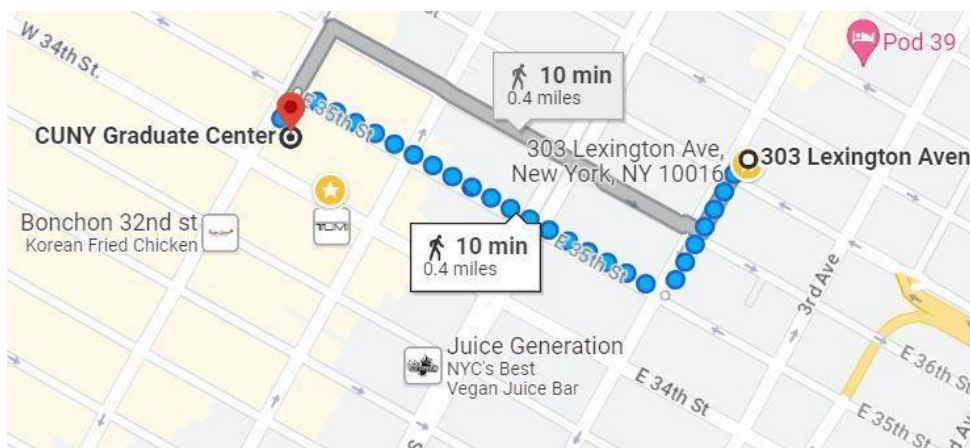 W 34th St.
Pod 39
10 min
0.4 miles
E 35th St
CUNY Graduate Center
303 Lexington Ave,
New York, NY 10016
303 Lexington Aven
Bonchon 32nd st
Korean Fried Chicken
TUMI
10 min
0.4 miles
E 35th St
3rd Ave
Juice Generation
NYC's Best
Vegan Juice Bar
E 36th St
E 34th St
E 35th St